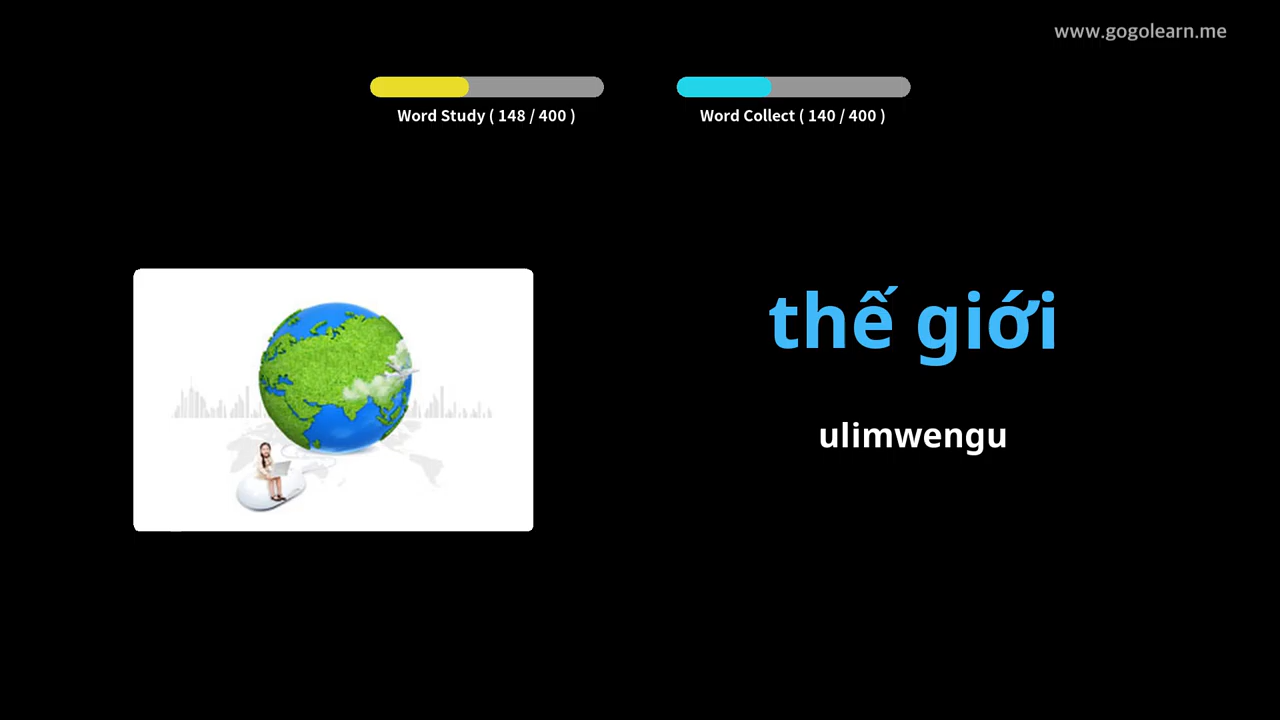 www.gogolearn.me
Word Study ( 148 / 400 )
Word Collect ( 140 / 400 )
thế giới
ulimwengu